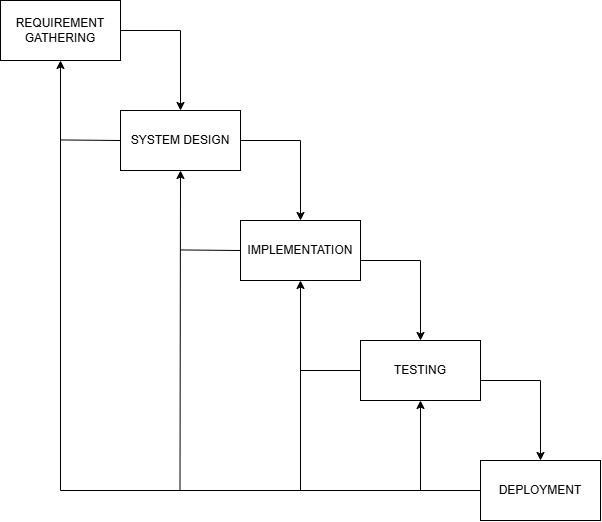 REQUIREMENT
GATHERING
SYSTEM DESIGN
IMPLEMENTATION
TESTING
DEPLOYMENT